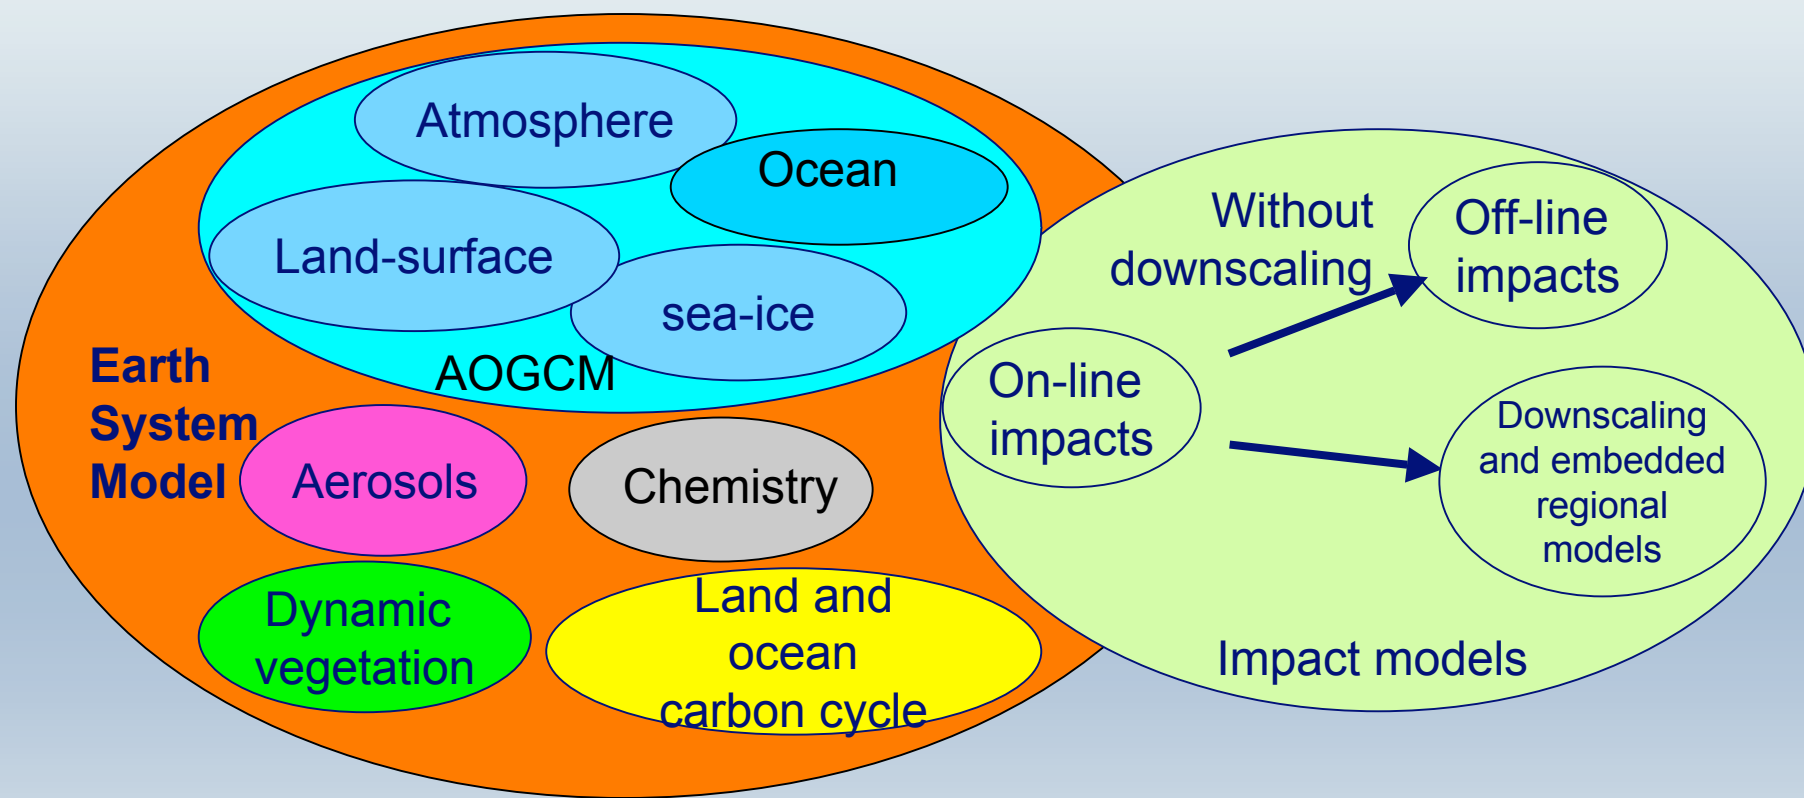 Atmosphere
Ocean
Land-surface
sea-ice
AOGCM
Earth
System
Model
Aerosols
Chemistry
Dynamic
vegetation
Land and
ocean
carbon cycle
Without
downscaling
Off-line
impacts
On-line
impacts
Downscaling
and embedded
regional
models
Impact models